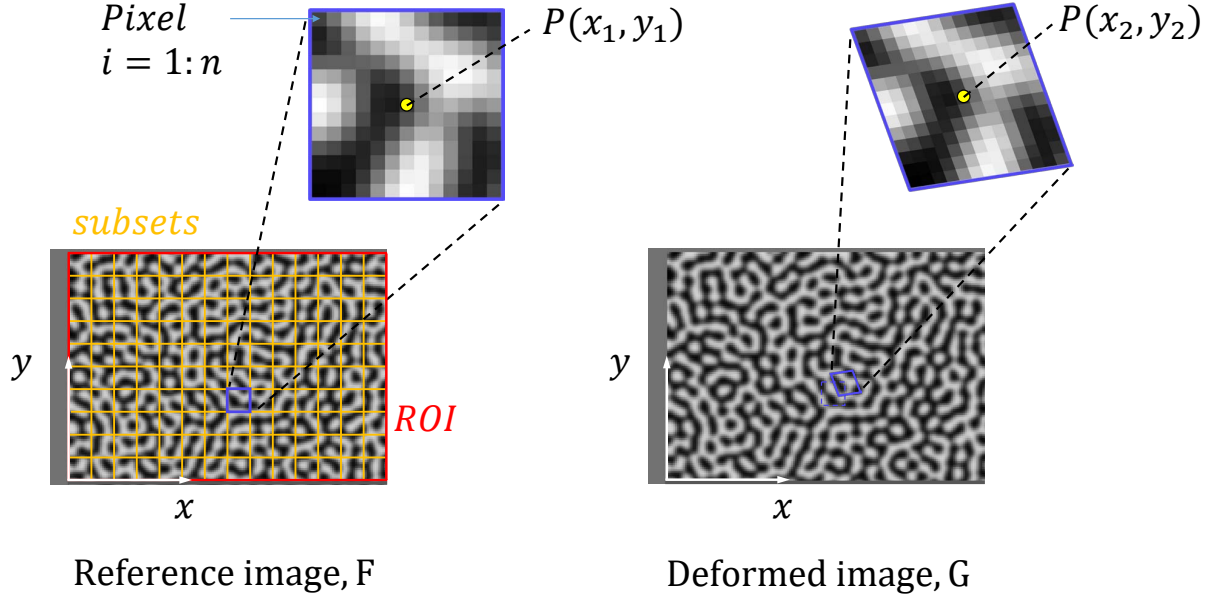 Pixel
i = 1: n
P(x₁, y₁)
P(x₂, y₂)
subsets
y
ROI
x
y
x
Reference image, F
Deformed image, G